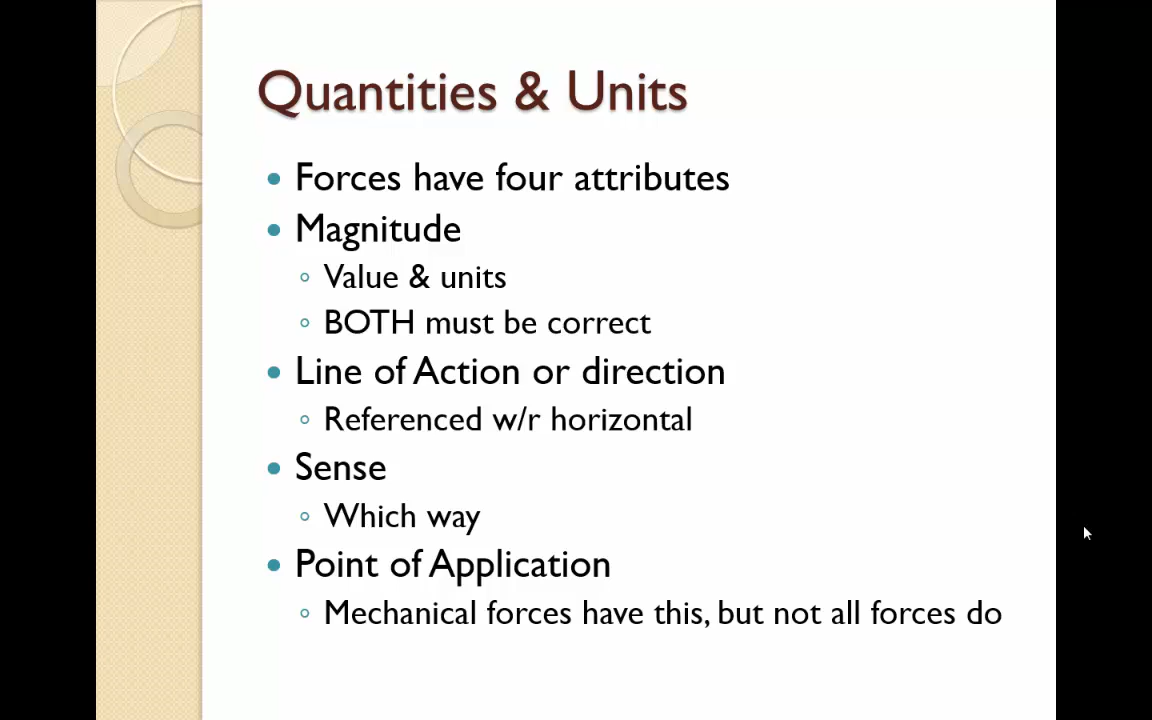 Quantities & Units
• Forces have four attributes
• Magnitude
◦ Value & units
◦ BOTH must be correct
• Line of Action or direction
◦ Referenced w/r horizontal
• Sense
◦ Which way
• Point of Application
◦ Mechanical forces have this, but not all forces do